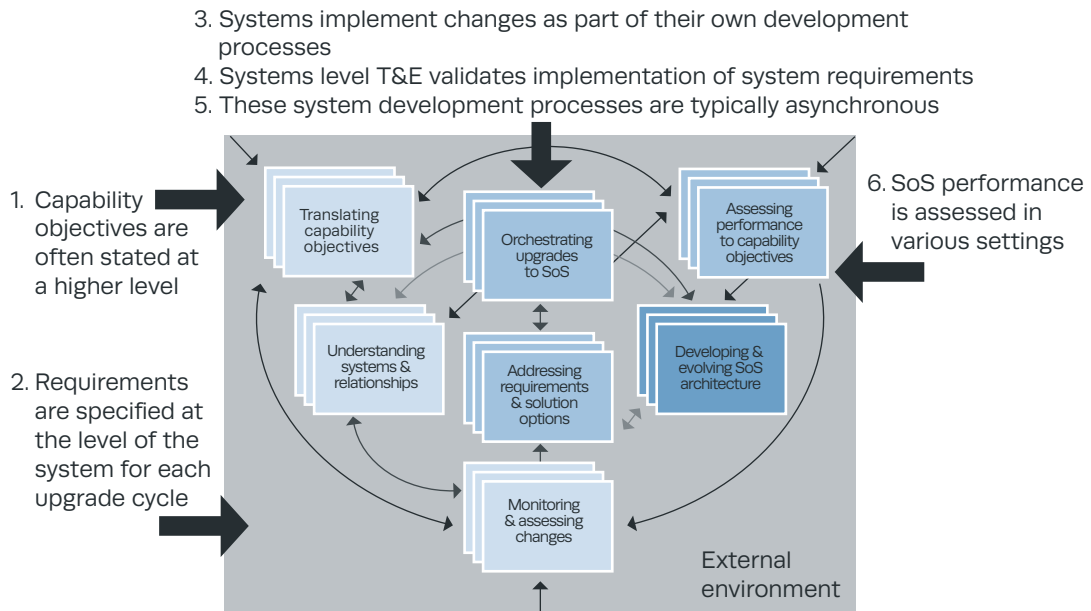 3. Systems implement changes as part of their own development
processes
4. Systems level T&E validates implementation of system requirements
5. These system development processes are typically asynchronous
1. Capability
objectives are
often stated at
a higher level
2. Requirements
are specified at
the level of the
system for each
upgrade cycle
6. SoS performance
is assessed in
various settings
Translating
capability
objectives
Orchestrating
upgrades
to SoS
Assessing
performance
to capability
objectives
Understanding
systems &
relationships
Addressing
requirements
& solution
options
Developing &
evolving SoS
architecture
Monitoring
& assessing
changes
External
environment